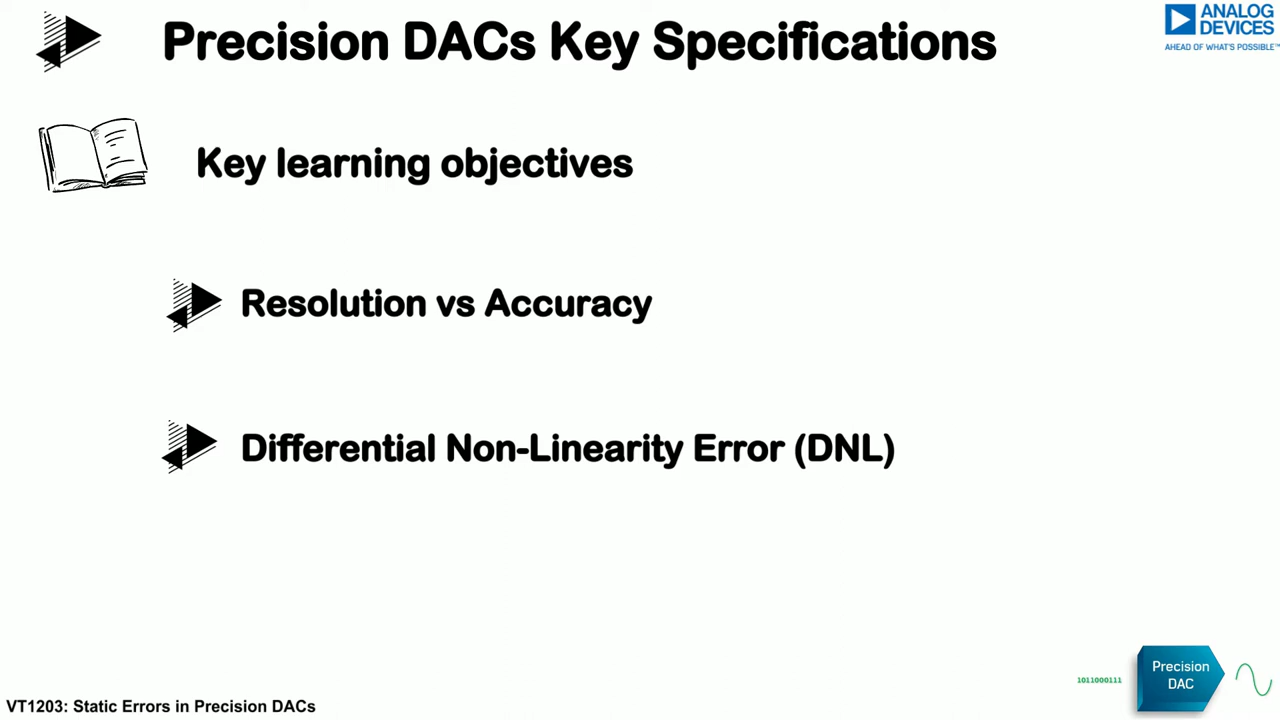 Precision DACs Key Specifications
ANALOG
DEVICES
AHEAD OF WHAT'S POSSIBLE™
Key learning objectives
Resolution vs Accuracy
Differential Non-Linearity Error (DNL)
1011000111
Precision
DAC
VT1203: Static Errors in Precision DACs